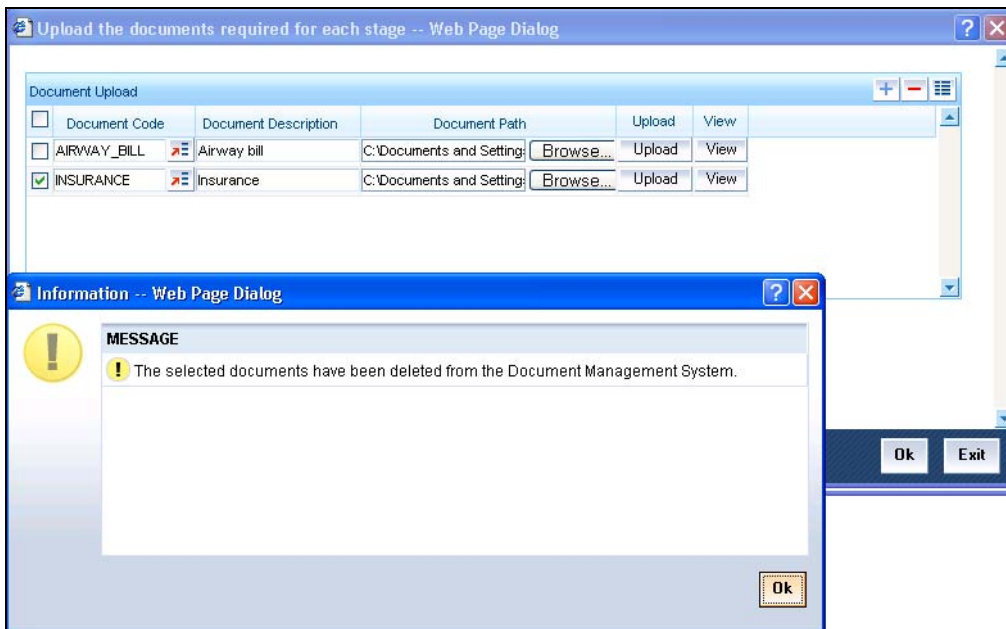 Upload the documents required for each stage -- Web Page Dialog
Document Upload
Document Code Document Description Document Path Upload View
AIRWAY_BILL Airway bill C:\Documents and Setting: Browse... Upload View
INSURANCE Insurance C:\Documents and Setting: Browse... Upload View
Information -- Web Page Dialog
MESSAGE
The selected documents have been deleted from the Document Management System.
Ok Exit
Ok